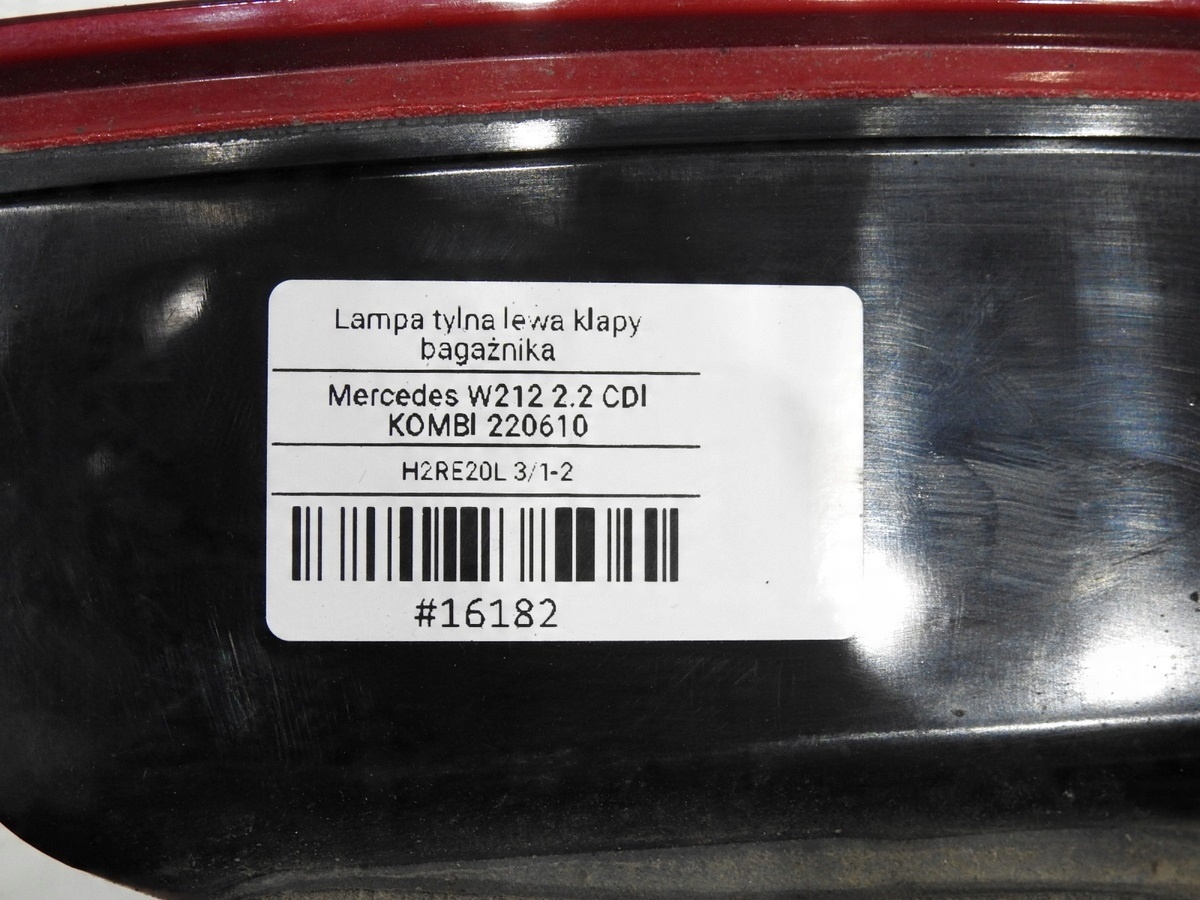 Lampa tylna lewa klapy
bagażnika
Mercedes W212 2.2 CDI
KOMBI 220610
H2RE20L 3/1-2
#16182